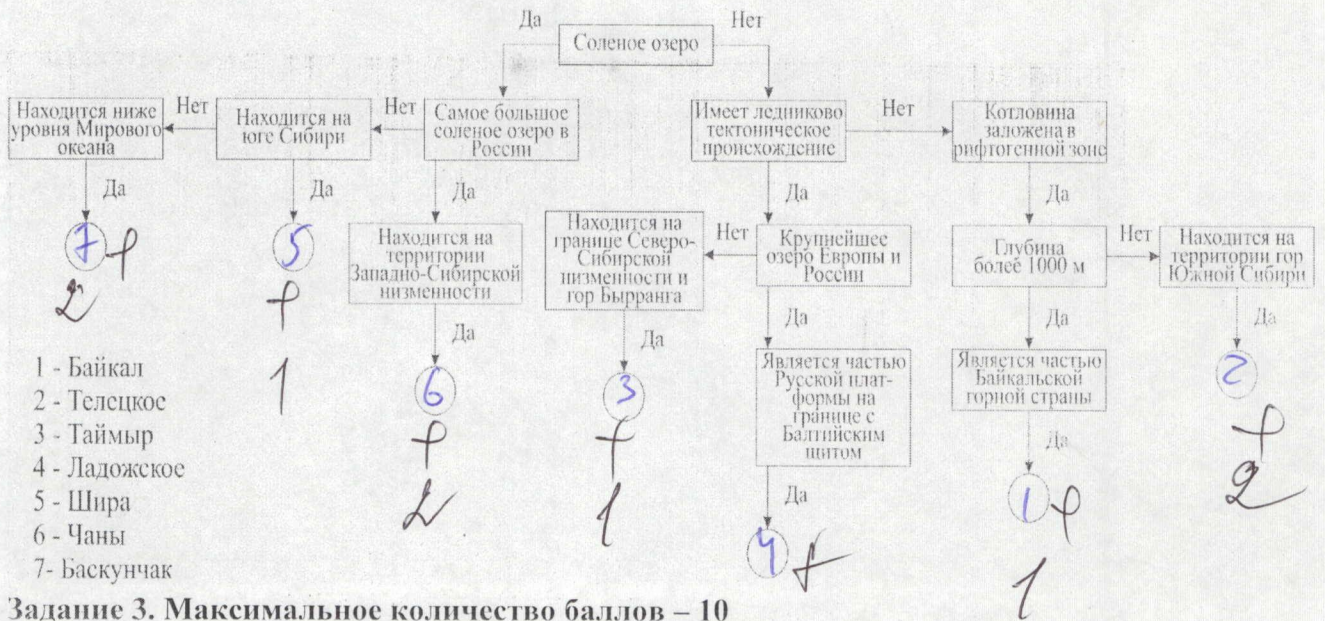 Да
Нет
Соленое озеро
Находится ниже
уровня Мирового
океана
Нет
Находится на
юге Сибири
Нет
Самое большое
соленое озеро в
России
Имеет ледниково
тектоническое
происхождение
Нет
Котловина
заложена в
рифтогенной зоне
Да
Да
Да
Да
Да
7
5
Находится на
территории
Западно-Сибирской
низменности
Находится на
границе Северо-
Сибирской
низменности и
гор Бырранга
Нет
Крупнейшее
озеро Европы и
России
Глубина
более 1000 м
Нет
Находится на
территории гор
Южной Сибири
2
+
+
Да
Да
Да
Да
Да
1 - Байкал
2 - Телецкое
3 - Таймыр
4 - Ладожское
5 - Шира
6 - Чаны
7- Баскунчак
1
6
3
Является частью
Русской плат-
формы на
границе с
Балтийским
щитом
Является частью
Байкальской
горной страны
2
+
+
+
2
1
Да
Да
2
4
+
1
+
1
Задание 3. Максимальное количество баллов – 10